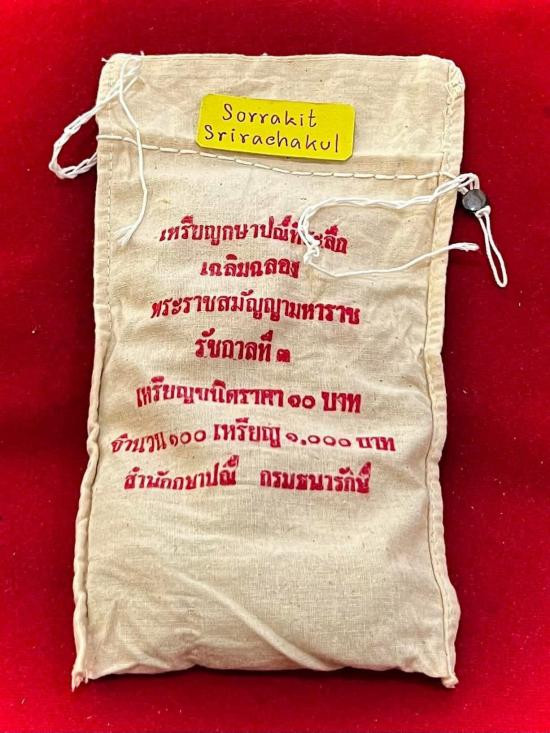 Sorrakit
Srirachakul
เหรียญกษาปณ์ที่ระลึก
เฉลิมฉลอง
พระราชสมัญญามหาราช
รัชกาลที่ ๓
เหรียญชนิดราคา ๑๐ บาท
จำนวน ๑๐๐ เหรียญ ๑,๐๐๐ บาท
สำนักกษาปณ์ กรมธนารักษ์